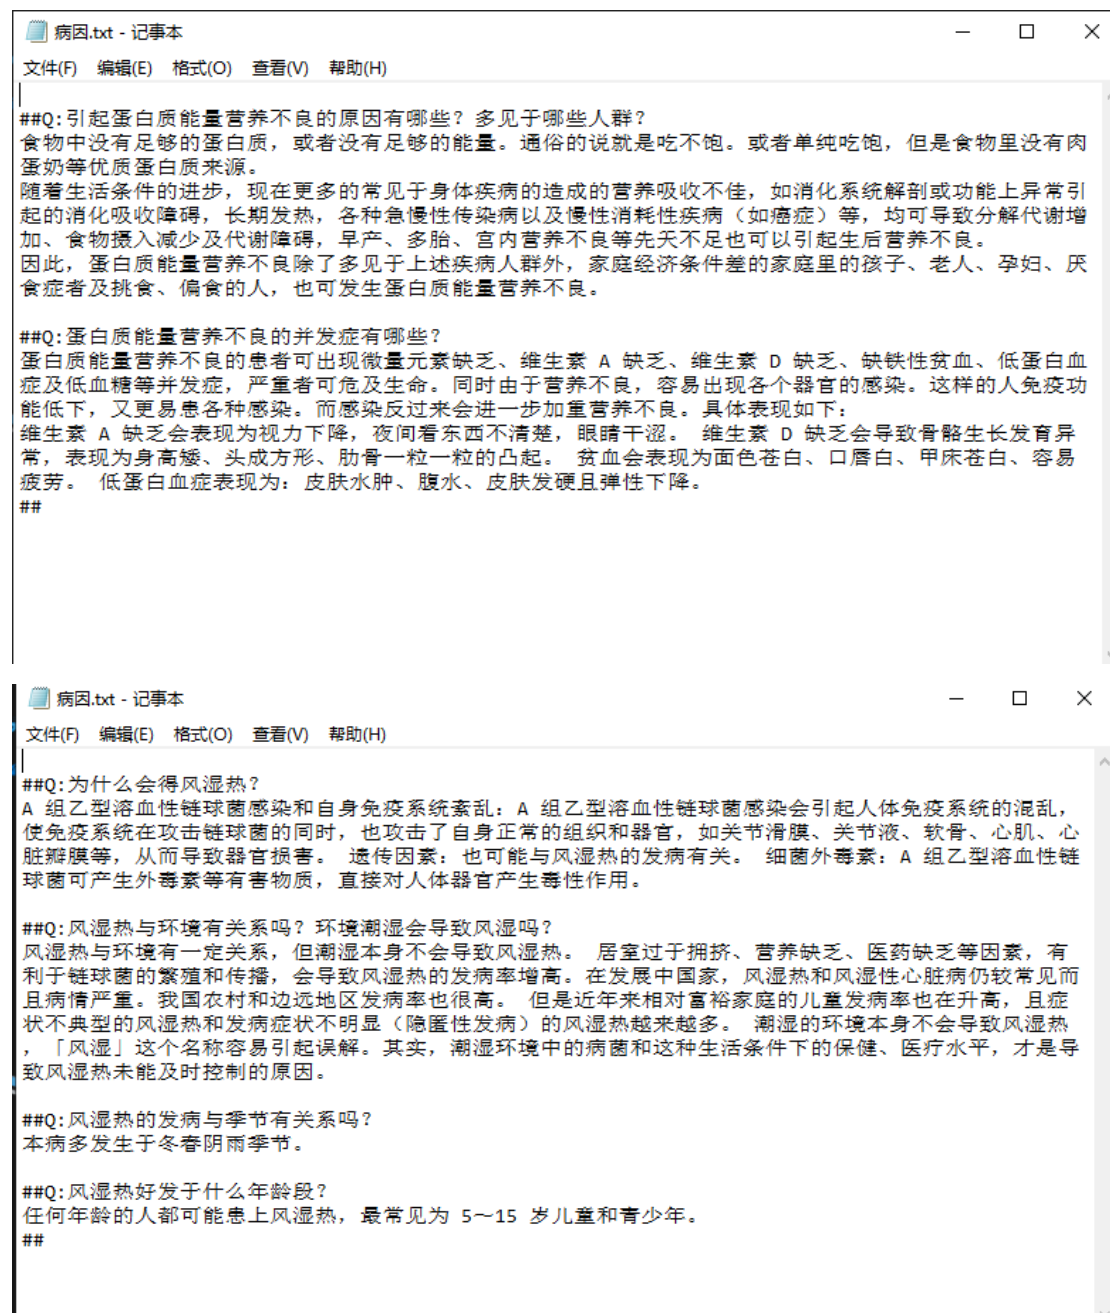 病因.txt - 记事本
文件(F) 编辑(E) 格式(O) 查看(V) 帮助(H)
##Q:引起蛋白质能量营养不良的原因有哪些？多见于哪些人群？
食物中没有足够的蛋白质，或者没有足够的能量。通俗的说就是吃不饱。或者单纯吃饱，但是食物里没有肉
蛋奶等优质蛋白质来源。
随着生活条件的进步，现在更多的常见于身体疾病的造成的营养吸收不佳，如消化系统解剖或功能上异常引
起的消化吸收障碍，长期发热，各种急慢性传染病以及慢性消耗性疾病（如癌症）等，均可导致分解代谢增
加、食物摄入减少及代谢障碍，早产、多胎、宫内营养不良等先天不足也可以引起生后营养不良。
因此，蛋白质能量营养不良除了多见于上述疾病人群外，家庭经济条件差的家庭里的孩子、老人、孕妇、厌
食症者及挑食、偏食的人，也可发生蛋白质能量营养不良。
##Q:蛋白质能量营养不良的并发症有哪些？
蛋白质能量营养不良的患者可出现微量元素缺乏、维生素 A 缺乏、维生素 D 缺乏、缺铁性贫血、低蛋白血
症及低血糖等并发症，严重者可危及生命。同时由于营养不良，容易出现各个器官的感染。这样的人免疫功
能低下，又更易患各种感染。而感染反过来会进一步加重营养不良。具体表现如下：
维生素 A 缺乏会表现为视力下降，夜间看东西不清楚，眼睛干涩。 维生素 D 缺乏会导致骨骼生长发育异
常，表现为身高矮、头成方形、肋骨一粒一粒的凸起。 贫血会表现为面色苍白、口唇白、甲床苍白、容易
疲劳。 低蛋白血症表现为：皮肤水肿、腹水、皮肤发硬且弹性下降。
##
病因.txt - 记事本
文件(F) 编辑(E) 格式(O) 查看(V) 帮助(H)
##Q:为什么会得风湿热？
A 组乙型溶血性链球菌感染和自身免疫系统紊乱：A 组乙型溶血性链球菌感染会引起人体免疫系统的混乱，
使免疫系统在攻击链球菌的同时，也攻击了自身正常的组织和器官，如关节滑膜、关节液、软骨、心肌、心
脏瓣膜等，从而导致器官损害。 遗传因素：也可能与风湿热的发病有关。 细菌外毒素：A 组乙型溶血性链
球菌可产生外毒素等有害物质，直接对人体器官产生毒性作用。
##Q:风湿热与环境有关系吗？环境潮湿会导致风湿吗？
风湿热与环境有一定关系，但潮湿本身不会导致风湿热。 居室过于拥挤、营养缺乏、医药缺乏等因素，有
利于链球菌的繁殖和传播，会导致风湿热的发病率增高。在发展中国家，风湿热和风湿性心脏病仍较常见而
且病情严重。我国农村和边远地区发病率也很高。 但是近年来相对富裕家庭的儿童发病率也在升高，且症
状不典型的风湿热和发病症状不明显（隐匿性发病）的风湿热越来越多。 潮湿的环境本身不会导致风湿热
，「风湿」这个名称容易引起误解。其实，潮湿环境中的病菌和这种生活条件下的保健、医疗水平，才是导
致风湿热未能及时控制的原因。
##Q:风湿热的发病与季节有关系吗？
本病多发生于冬春阴雨季节。
##Q:风湿热好发于什么年龄段？
任何年龄的人都可能患上风湿热，最常见为 5～15 岁儿童和青少年。
##